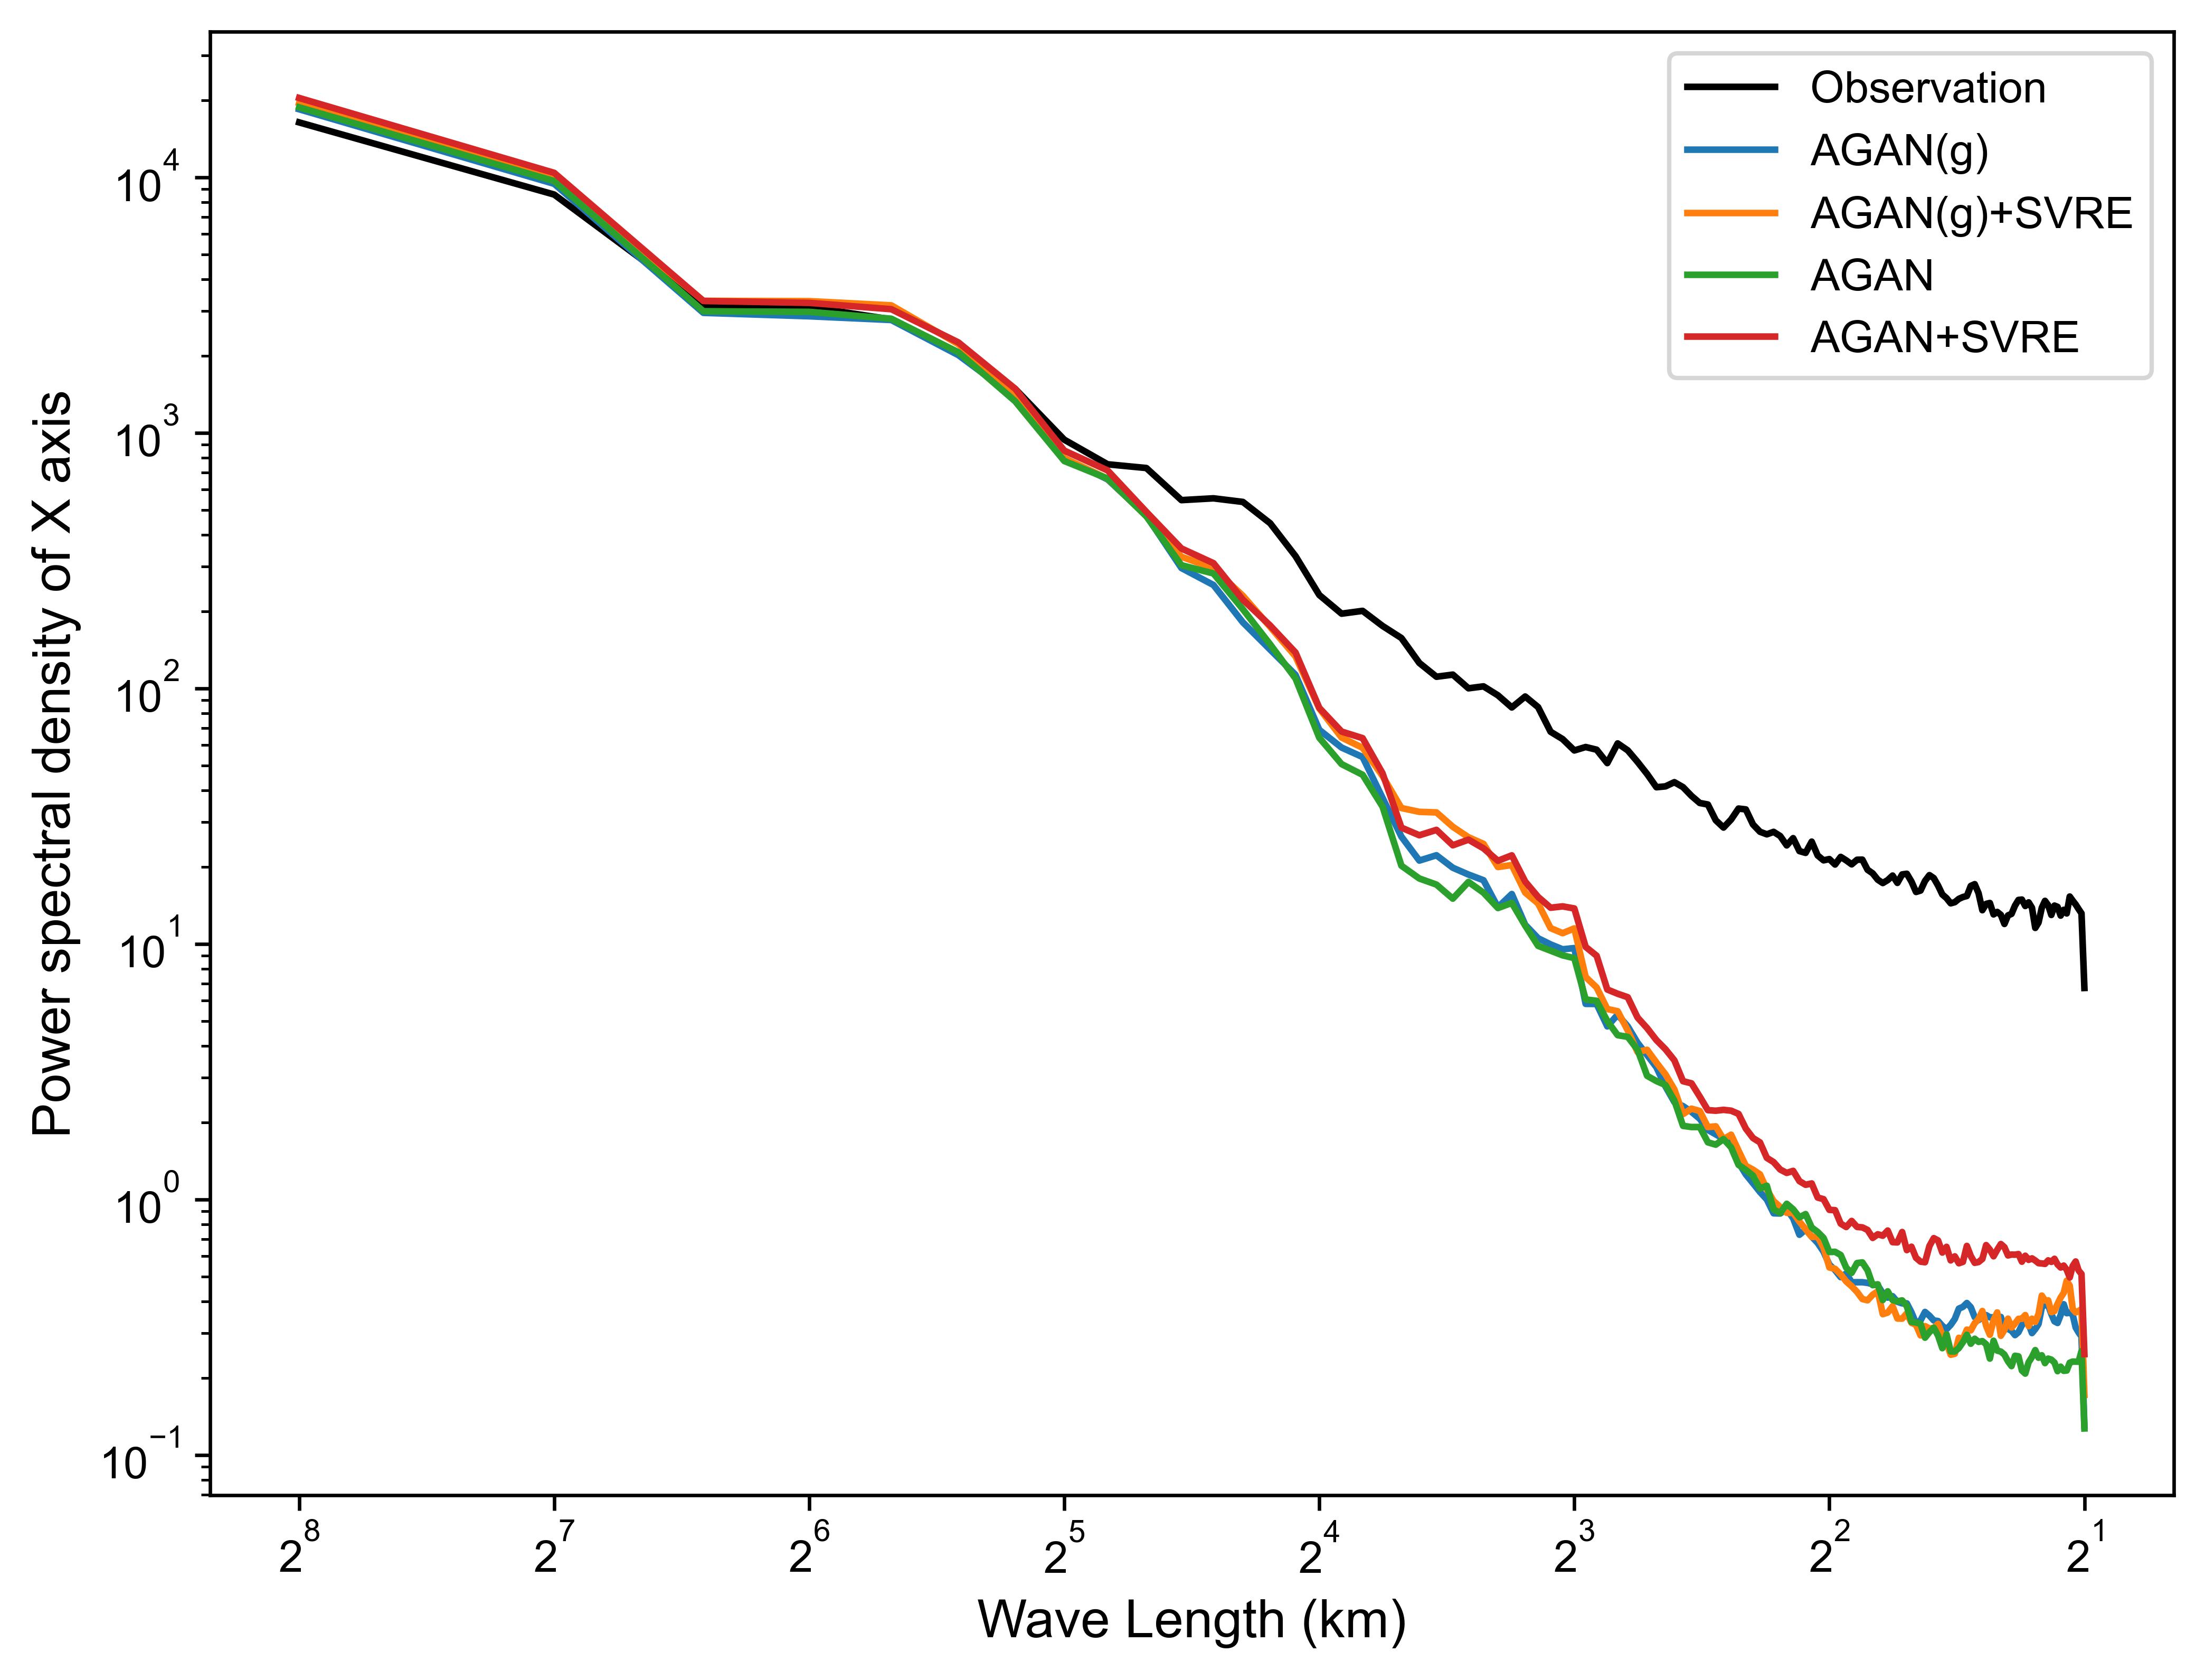 Observation
AGAN(g)
AGAN(g)+SVRE
AGAN
AGAN+SVRE
Power spectral density of X axis
10^4
10^3
10^2
10^1
10^0
10^−1
2^8 2^7 2^6 2^5 2^4 2^3 2^2 2^1
Wave Length (km)